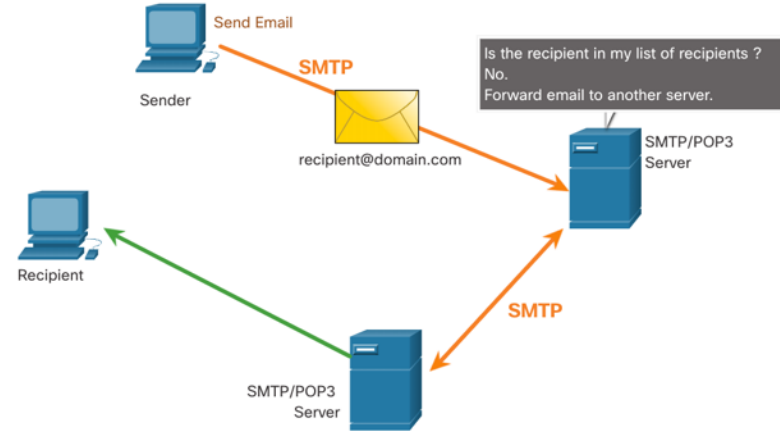 Send Email
SMTP
Is the recipient in my list of recipients ?
No.
Forward email to another server.
Sender
recipient@domain.com
SMTP/POP3
Server
Recipient
SMTP
SMTP/POP3
Server